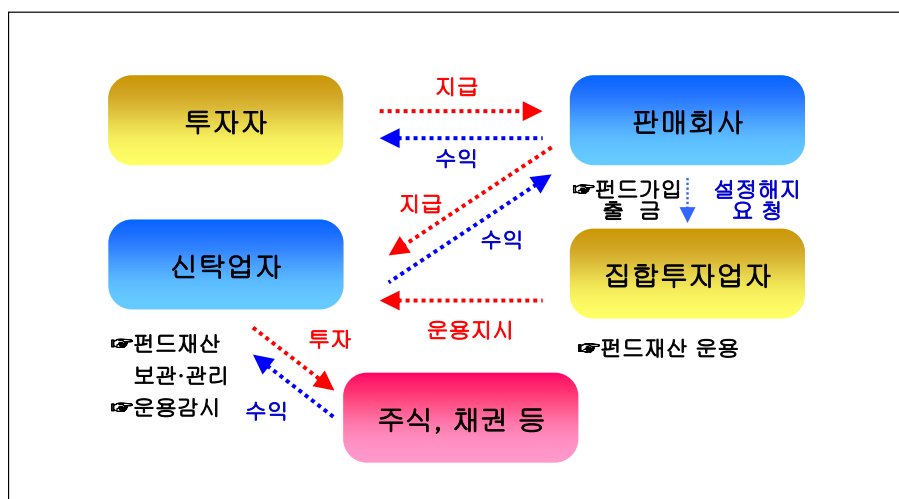 지급
투자자
판매회사
수익
☞펀드가입
출 금
설정해지
요 청
지급
수익
신탁업자
집합투자업자
운용지시
☞펀드재산
보관·관리
☞운용감시
투자
☞펀드재산 운용
수익
주식, 채권 등